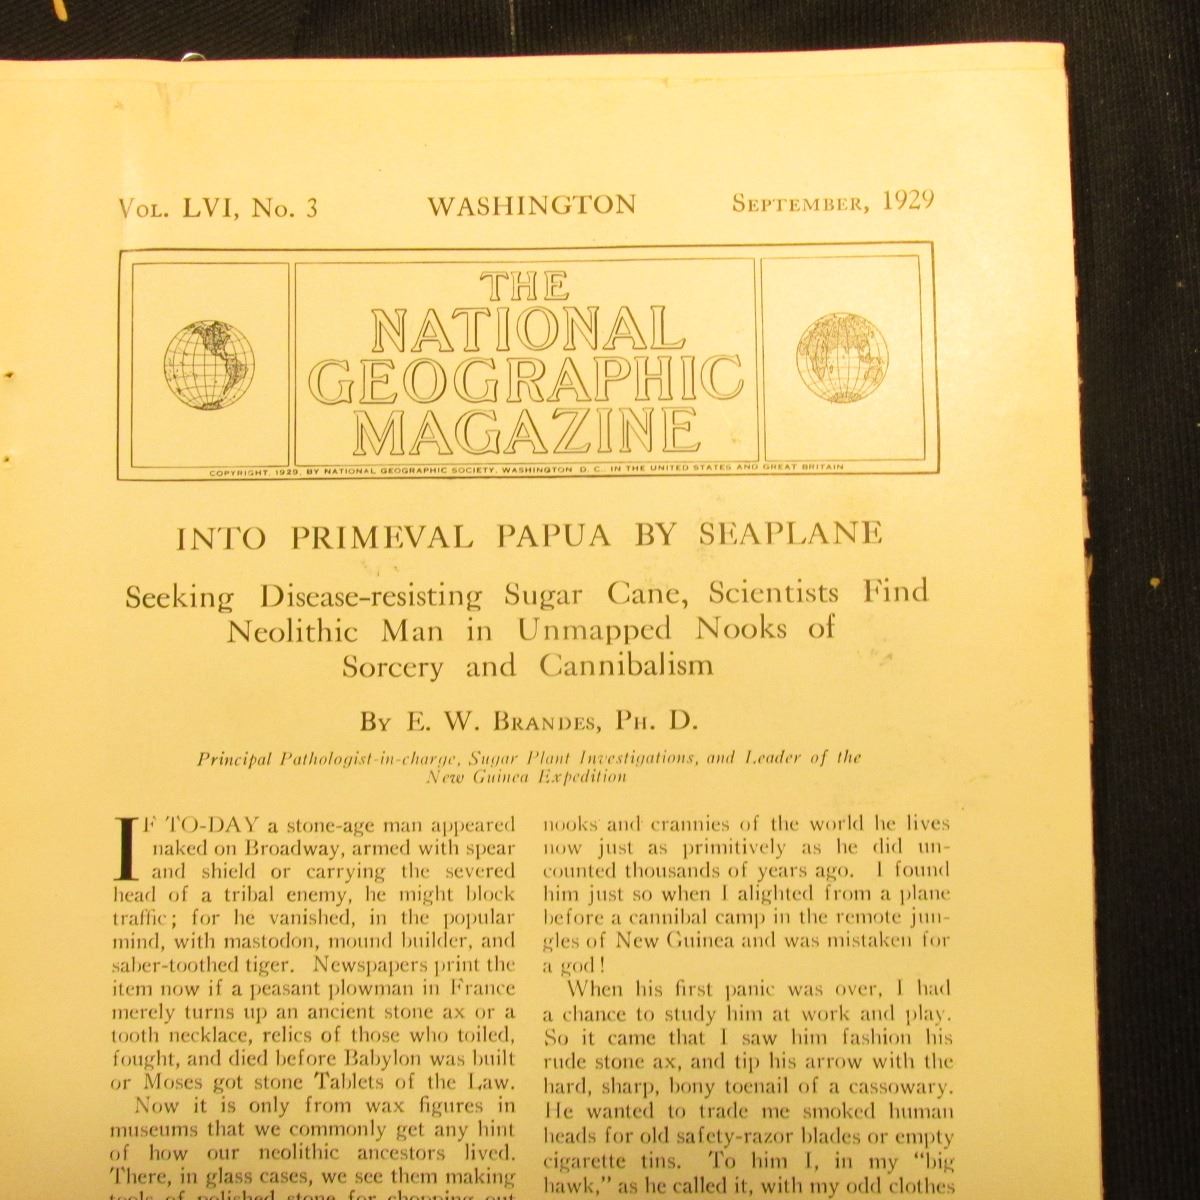 Vol. LVI, No. 3 WASHINGTON September, 1929
THE
NATIONAL
GEOGRAPHIC
MAGAZINE
COPYRIGHT, 1929, BY NATIONAL GEOGRAPHIC SOCIETY, WASHINGTON D. C., IN THE UNITED STATES AND GREAT BRITAIN
INTO PRIMEVAL PAPUA BY SEAPLANE
Seeking Disease-resisting Sugar Cane, Scientists Find
Neolithic Man in Unmapped Nooks of
Sorcery and Cannibalism
By E. W. Brandes, Ph. D.
Principal Pathologist-in-charge, Sugar Plant Investigations, and Leader of the
New Guinea Expedition
IF TO-DAY a stone-age man appeared
naked on Broadway, armed with spear
and shield or carrying the severed
head of a tribal enemy, he might block
traffic; for he vanished, in the popular
mind, with mastodon, mound builder, and
saber-toothed tiger. Newspapers print the
item now if a peasant plowman in France
merely turns up an ancient stone ax or a
tooth necklace, relics of those who toiled,
fought, and died before Babylon was built
or Moses got stone Tablets of the Law.
Now it is only from wax figures in
museums that we commonly get any hint
of how our neolithic ancestors lived.
There, in glass cases, we see them making
tools of polished stone for chopping out
nooks and crannies of the world he lives
now just as primitively as he did un-
counted thousands of years ago. I found
him just so when I alighted from a plane
before a cannibal camp in the remote jun-
gles of New Guinea and was mistaken for
a god!
When his first panic was over, I had
a chance to study him at work and play.
So it came that I saw him fashion his
rude stone ax, and tip his arrow with the
hard, sharp, bony toenail of a cassowary.
He wanted to trade me smoked human
heads for old safety-razor blades or empty
cigarette tins. To him I, in my "big
hawk," as he called it, with my odd clothes